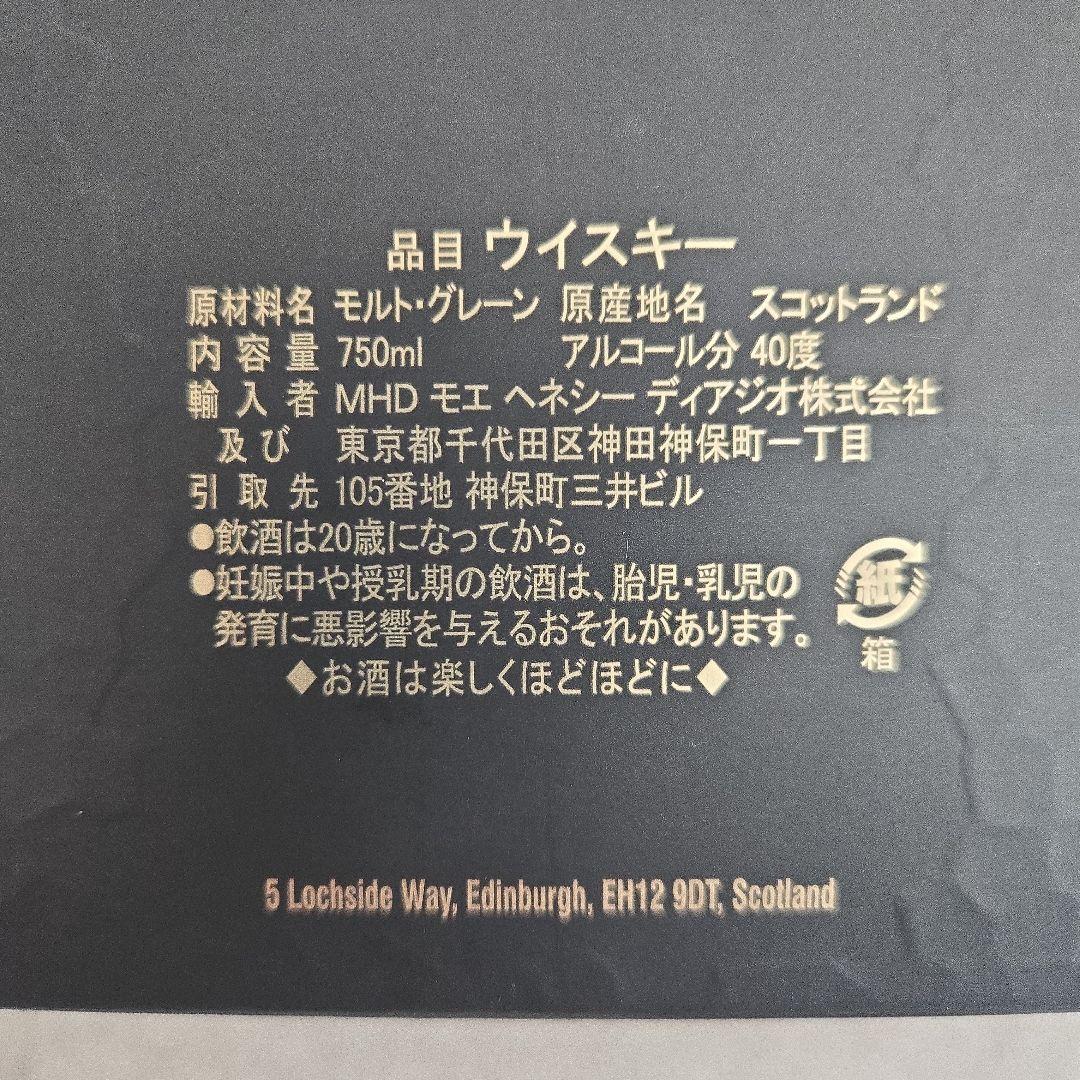 品目 ウイスキー
原材料名 モルト・グレーン 原産地名 スコットランド
内容量 750ml アルコール分 40度
輸入者 MHD モエ ヘネシー ディアジオ株式会社
及び 東京都千代田区神田神保町一丁目
引取先 105番地 神保町三井ビル
●飲酒は20歳になってから。
●妊娠中や授乳期の飲酒は、胎児・乳児の
発育に悪影響を与えるおそれがあります。
紙
箱
◆お酒は楽しくほどほどに◆
5 Lochside Way, Edinburgh, EH12 9DT, Scotland